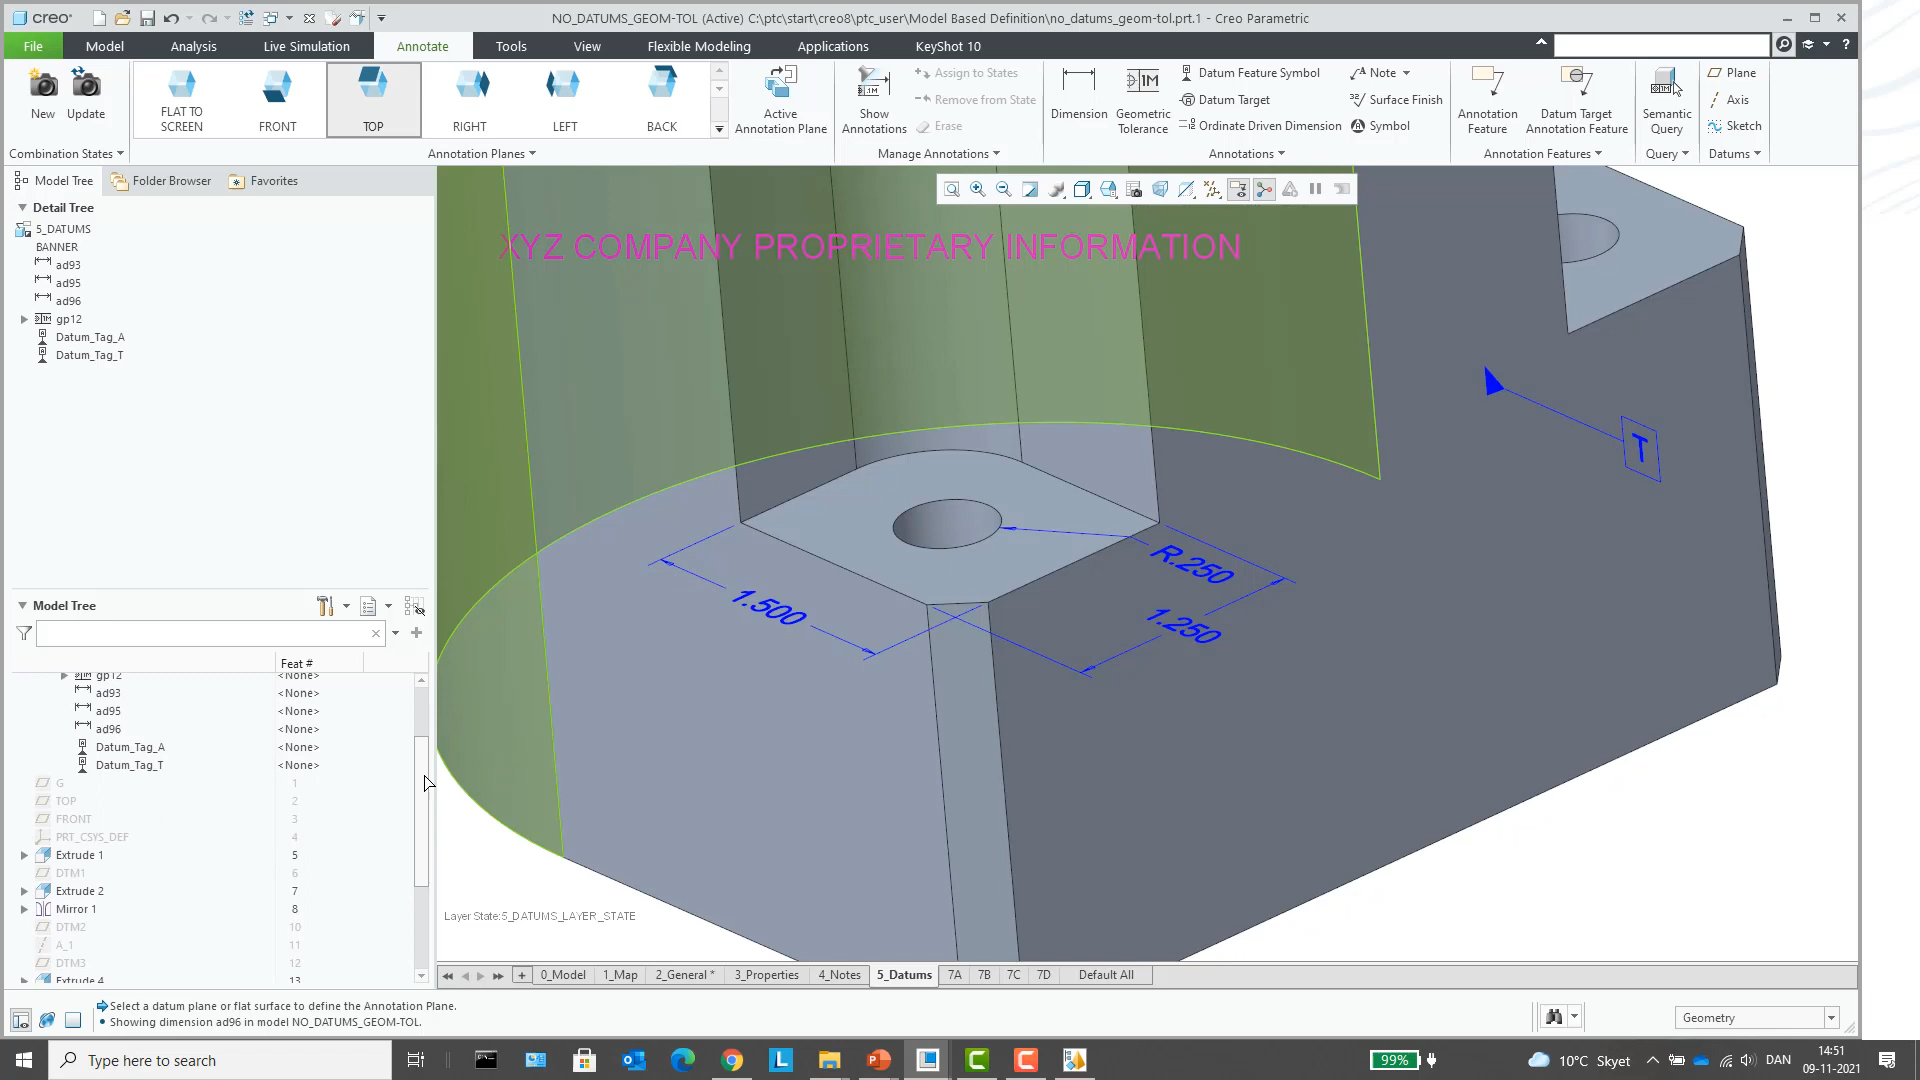 creo
NO_DATUMS_GEOM-TOL (Active) C:\ptc\start\creo8\ptc_user\Model Based Definition\no_datums_geom-tol.prt.1 - Creo Parametric
File Model Analysis Live Simulation Annotate Tools View Flexible Modeling Applications KeyShot 10
New Update
Combination States
FLAT TO SCREEN FRONT TOP RIGHT LEFT BACK
Annotation Planes
Active Annotation Plane
Show Annotations
Assign to States
Remove from State
Erase
Manage Annotations
Dimension
Geometric Tolerance
Datum Feature Symbol
Datum Target
Ordinate Driven Dimension
Note
Surface Finish
Symbol
Annotations
Annotation Feature
Datum Target Annotation Feature
Annotation Features
Semantic Query
Query
Plane
Axis
Sketch
Datums
Model Tree Folder Browser Favorites
Detail Tree
5_DATUMS
BANNER
ad93
ad95
ad96
gp12
Datum_Tag_A
Datum_Tag_T
Model Tree
Feat #
gp12 <None>
ad93 <None>
ad95 <None>
ad96 <None>
Datum_Tag_A <None>
Datum_Tag_T <None>
G 1
TOP 2
FRONT 3
PRT_CSYS_DEF 4
Extrude 1 5
DTM1 6
Extrude 2 7
Mirror 1 8
DTM2 10
A_1 11
DTM3 12
Extrude 4 13
XYZ COMPANY PROPRIETARY INFORMATION
T
R.250
1.500
1.250
Layer State:5_DATUMS_LAYER_STATE
0_Model 1_Map 2_General * 3_Properties 4_Notes 5_Datums 7A 7B 7C 7D Default All
Select a datum plane or flat surface to define the Annotation Plane.
Showing dimension ad96 in model NO_DATUMS_GEOM-TOL.
Geometry
Type here to search
99%
10°C Skyet
DAN
14:51
09-11-2021